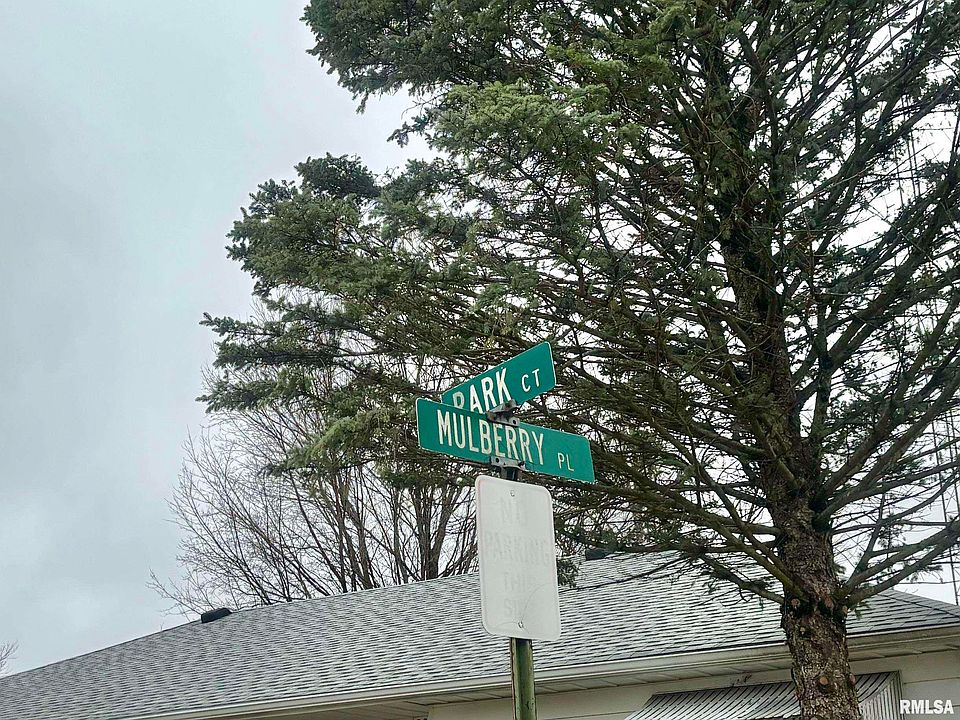 PARK CT
MULBERRY PL
NO
PARKING
THIS
RMLSA